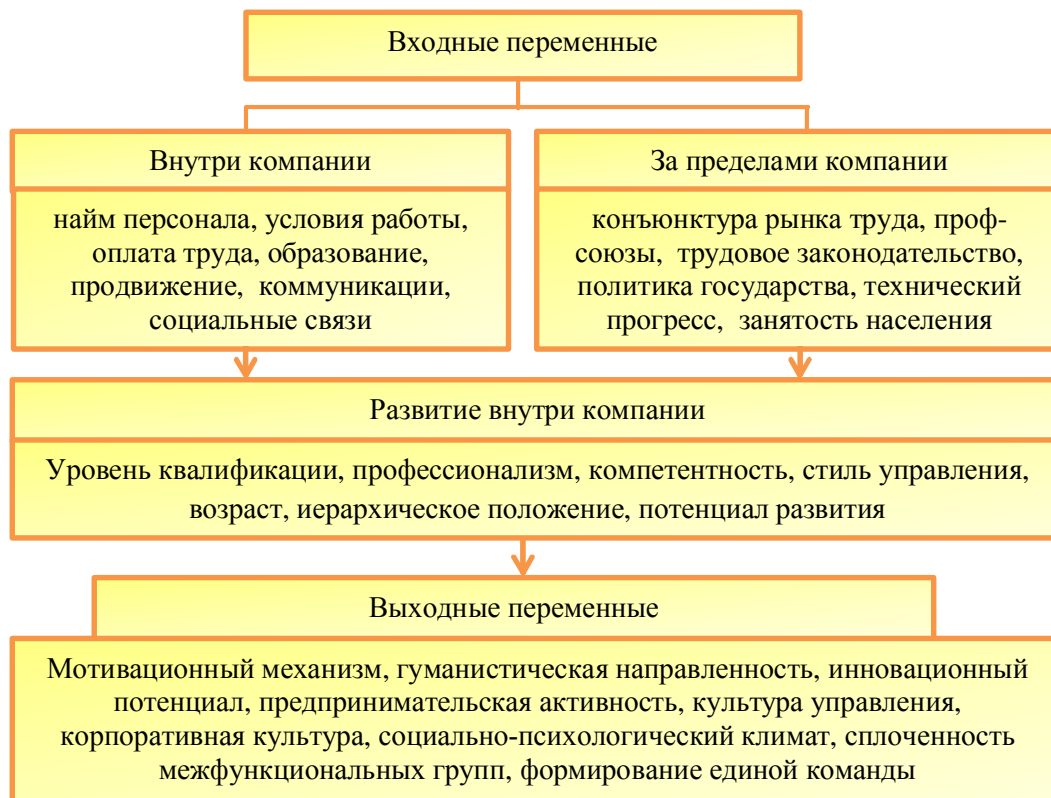 Входные переменные
Внутри компании
найм персонала, условия работы,
оплата труда, образование,
продвижение, коммуникации,
социальные связи
За пределами компании
конъюнктура рынка труда, проф-
союзы, трудовое законодательство,
политика государства, технический
прогресс, занятость населения
Развитие внутри компании
Уровень квалификации, профессионализм, компетентность, стиль управления,
возраст, иерархическое положение, потенциал развития
Выходные переменные
Мотивационный механизм, гуманистическая направленность, инновационный
потенциал, предпринимательская активность, культура управления,
корпоративная культура, социально-психологический климат, сплоченность
межфункциональных групп, формирование единой команды